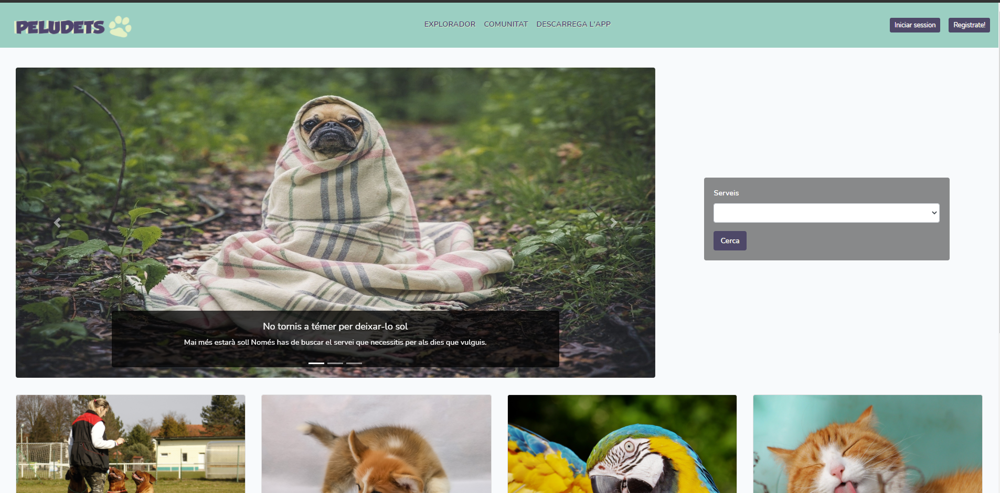 PELUDETS
EXPLORADOR COMUNITAT DESCARREGA L'APP
Iniciar session Registrate!
Serveis
Cerca
No tornis a témer per deixar-lo sol
Mai més estarà sol! Només has de buscar el servei que necessitis per als dies que vulguis.